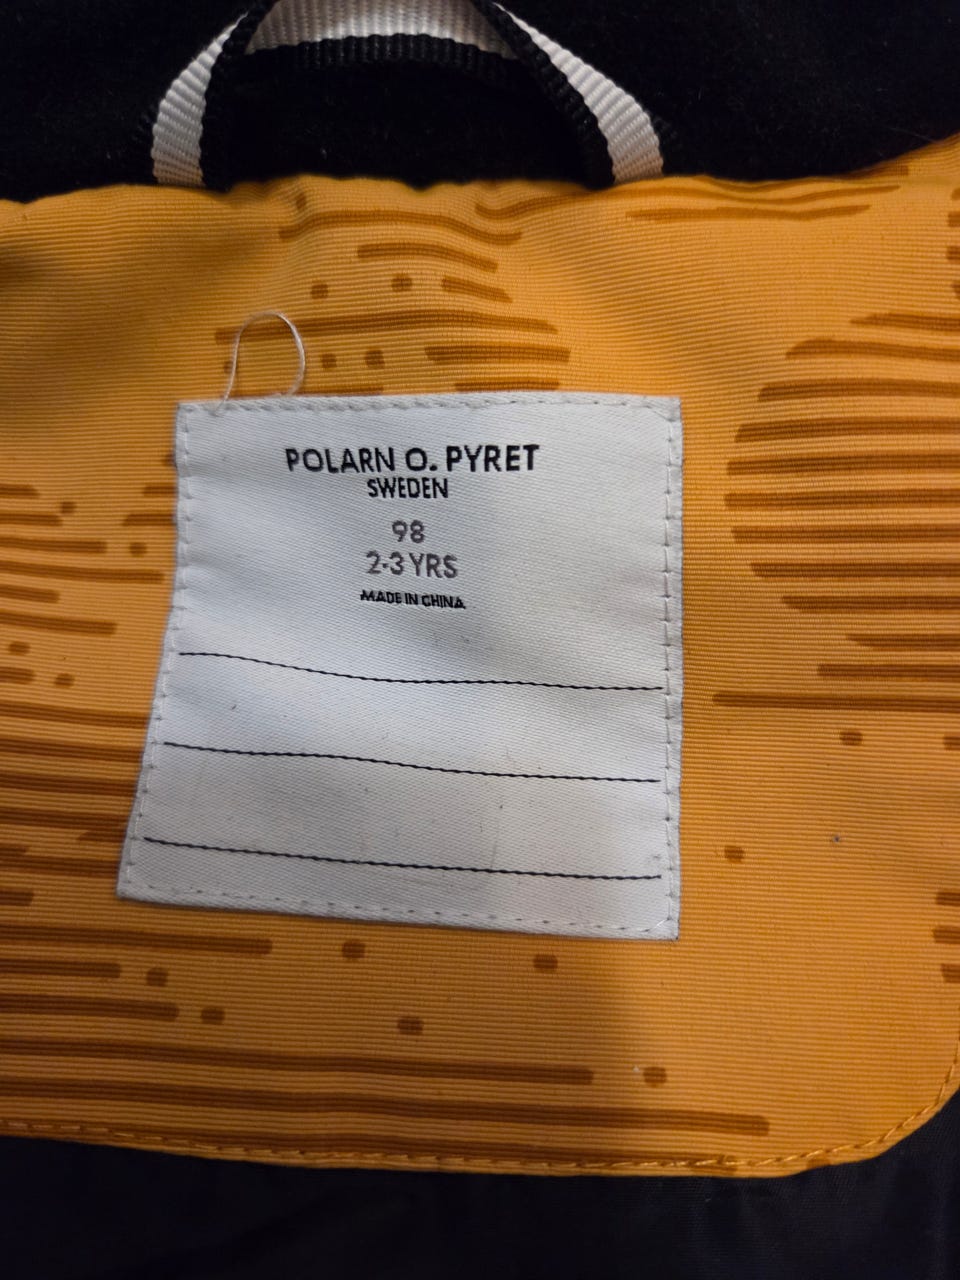 POLARN O. PYRET
SWEDEN
98
2-3 YRS
MADE IN CHINA